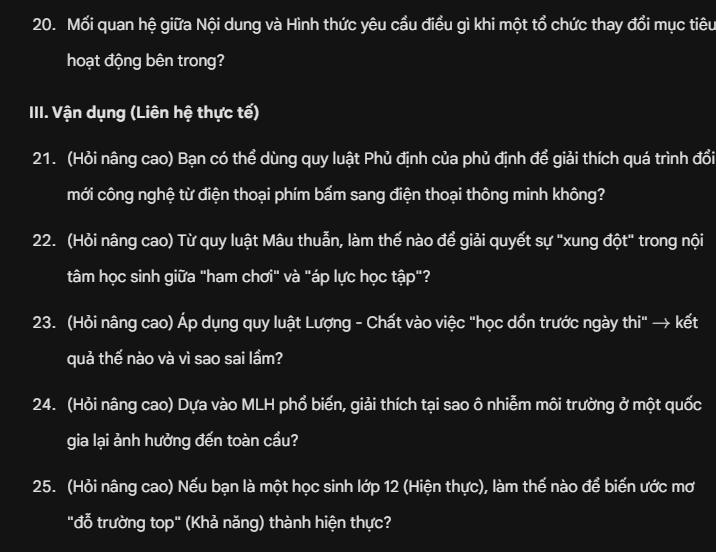 20. Mối quan hệ giữa Nội dung và Hình thức yêu cầu điều gì khi một tổ chức thay đổi mục tiêu
hoạt động bên trong?
III. Vận dụng (Liên hệ thực tế)
21. (Hỏi nâng cao) Bạn có thể dùng quy luật Phủ định của phủ định để giải thích quá trình đổi
mới công nghệ từ điện thoại phím bấm sang điện thoại thông minh không?
22. (Hỏi nâng cao) Từ quy luật Mâu thuẫn, làm thế nào để giải quyết sự "xung đột" trong nội
tâm học sinh giữa "ham chơi" và "áp lực học tập"?
23. (Hỏi nâng cao) Áp dụng quy luật Lượng - Chất vào việc "học dồn trước ngày thi" → kết
quả thế nào và vì sao sai lầm?
24. (Hỏi nâng cao) Dựa vào MLH phổ biến, giải thích tại sao ô nhiễm môi trường ở một quốc
gia lại ảnh hưởng đến toàn cầu?
25. (Hỏi nâng cao) Nếu bạn là một học sinh lớp 12 (Hiện thực), làm thế nào để biến ước mơ
"đỗ trường top" (Khả năng) thành hiện thực?